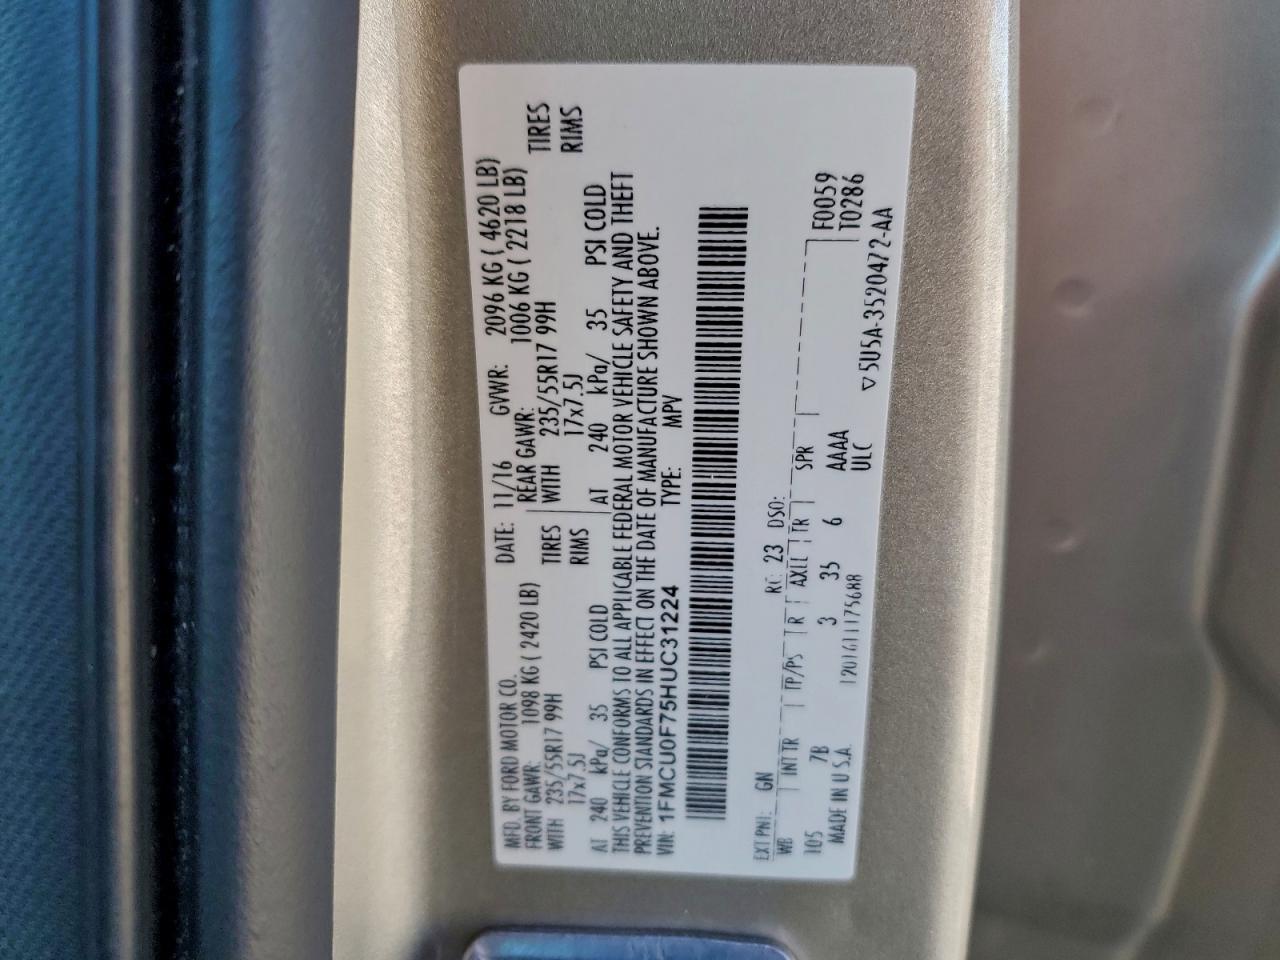 MFD. BY FORD MOTOR CO. DATE: 11/16 GVWR: 2096 KG ( 4620 LB)
FRONT GAWR: 1098 KG ( 2420 LB) REAR GAWR: 1006 KG ( 2218 LB)
WITH 235/55R17 99H TIRES WITH 235/55R17 99H TIRES
17x7.5J RIMS 17x7.5J RIMS
AT 240 kPa/ 35 PSI COLD AT 240 kPa/ 35 PSI COLD
THIS VEHICLE CONFORMS TO ALL APPLICABLE FEDERAL MOTOR VEHICLE SAFETY AND THEFT
PREVENTION STANDARDS IN EFFECT ON THE DATE OF MANUFACTURE SHOWN ABOVE.
VIN: 1FMCU0F75HUC31224 TYPE: MPV
EXT PNT: GN RC: 23 DSO: F0059
WB INT TR TP/PS R AXLE TR SPR T0286
105 7B 3 35 6 AAAA
MADE IN U.S.A. 12016111175688 ULC
▽5U5A-3520472-AA